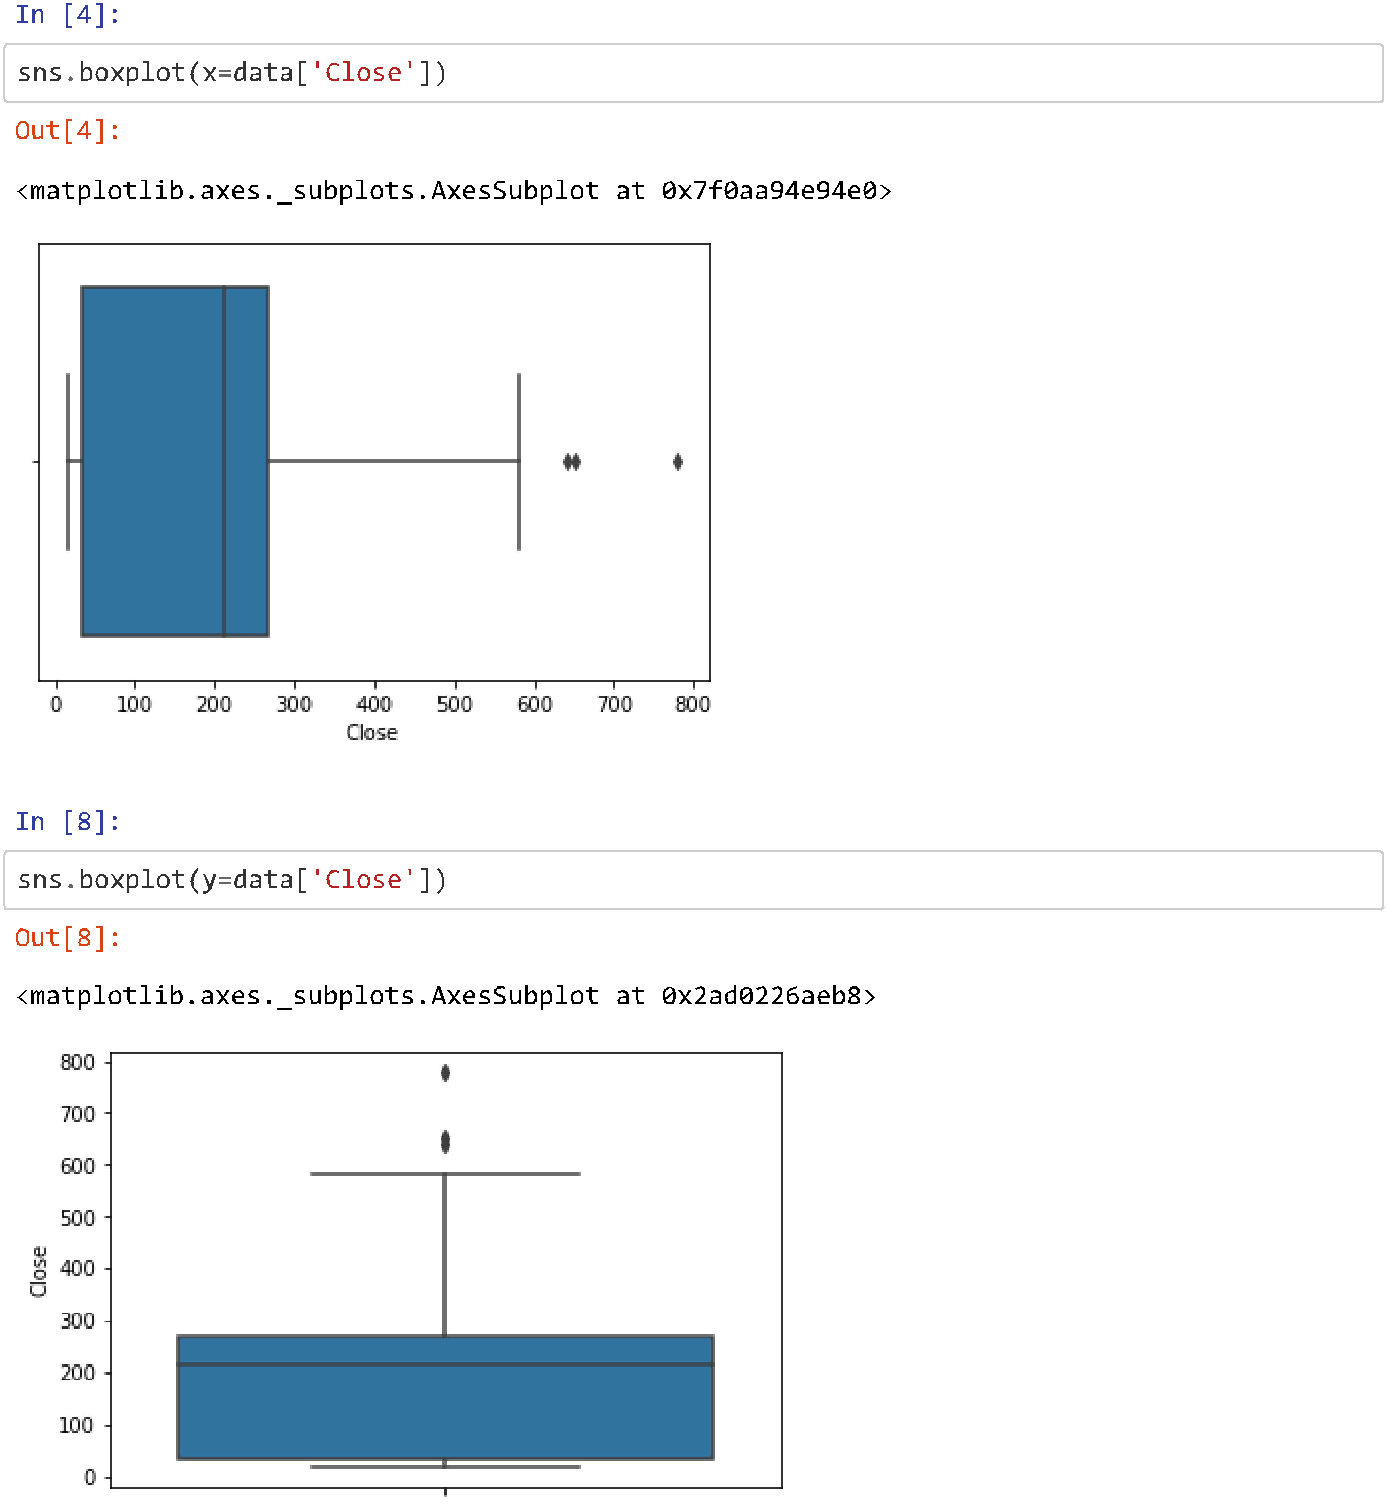 In [4]:
sns.boxplot(x=data['Close'])
Out[4]:
<matplotlib.axes._subplots.AxesSubplot at 0x7f0aa94e94e0>
0 100 200 300 400 500 600 700 800
Close
In [8]:
sns.boxplot(y=data['Close'])
Out[8]:
<matplotlib.axes._subplots.AxesSubplot at 0x2ad0226aeb8>
800
700
600
500
400
300
200
100
0
Close